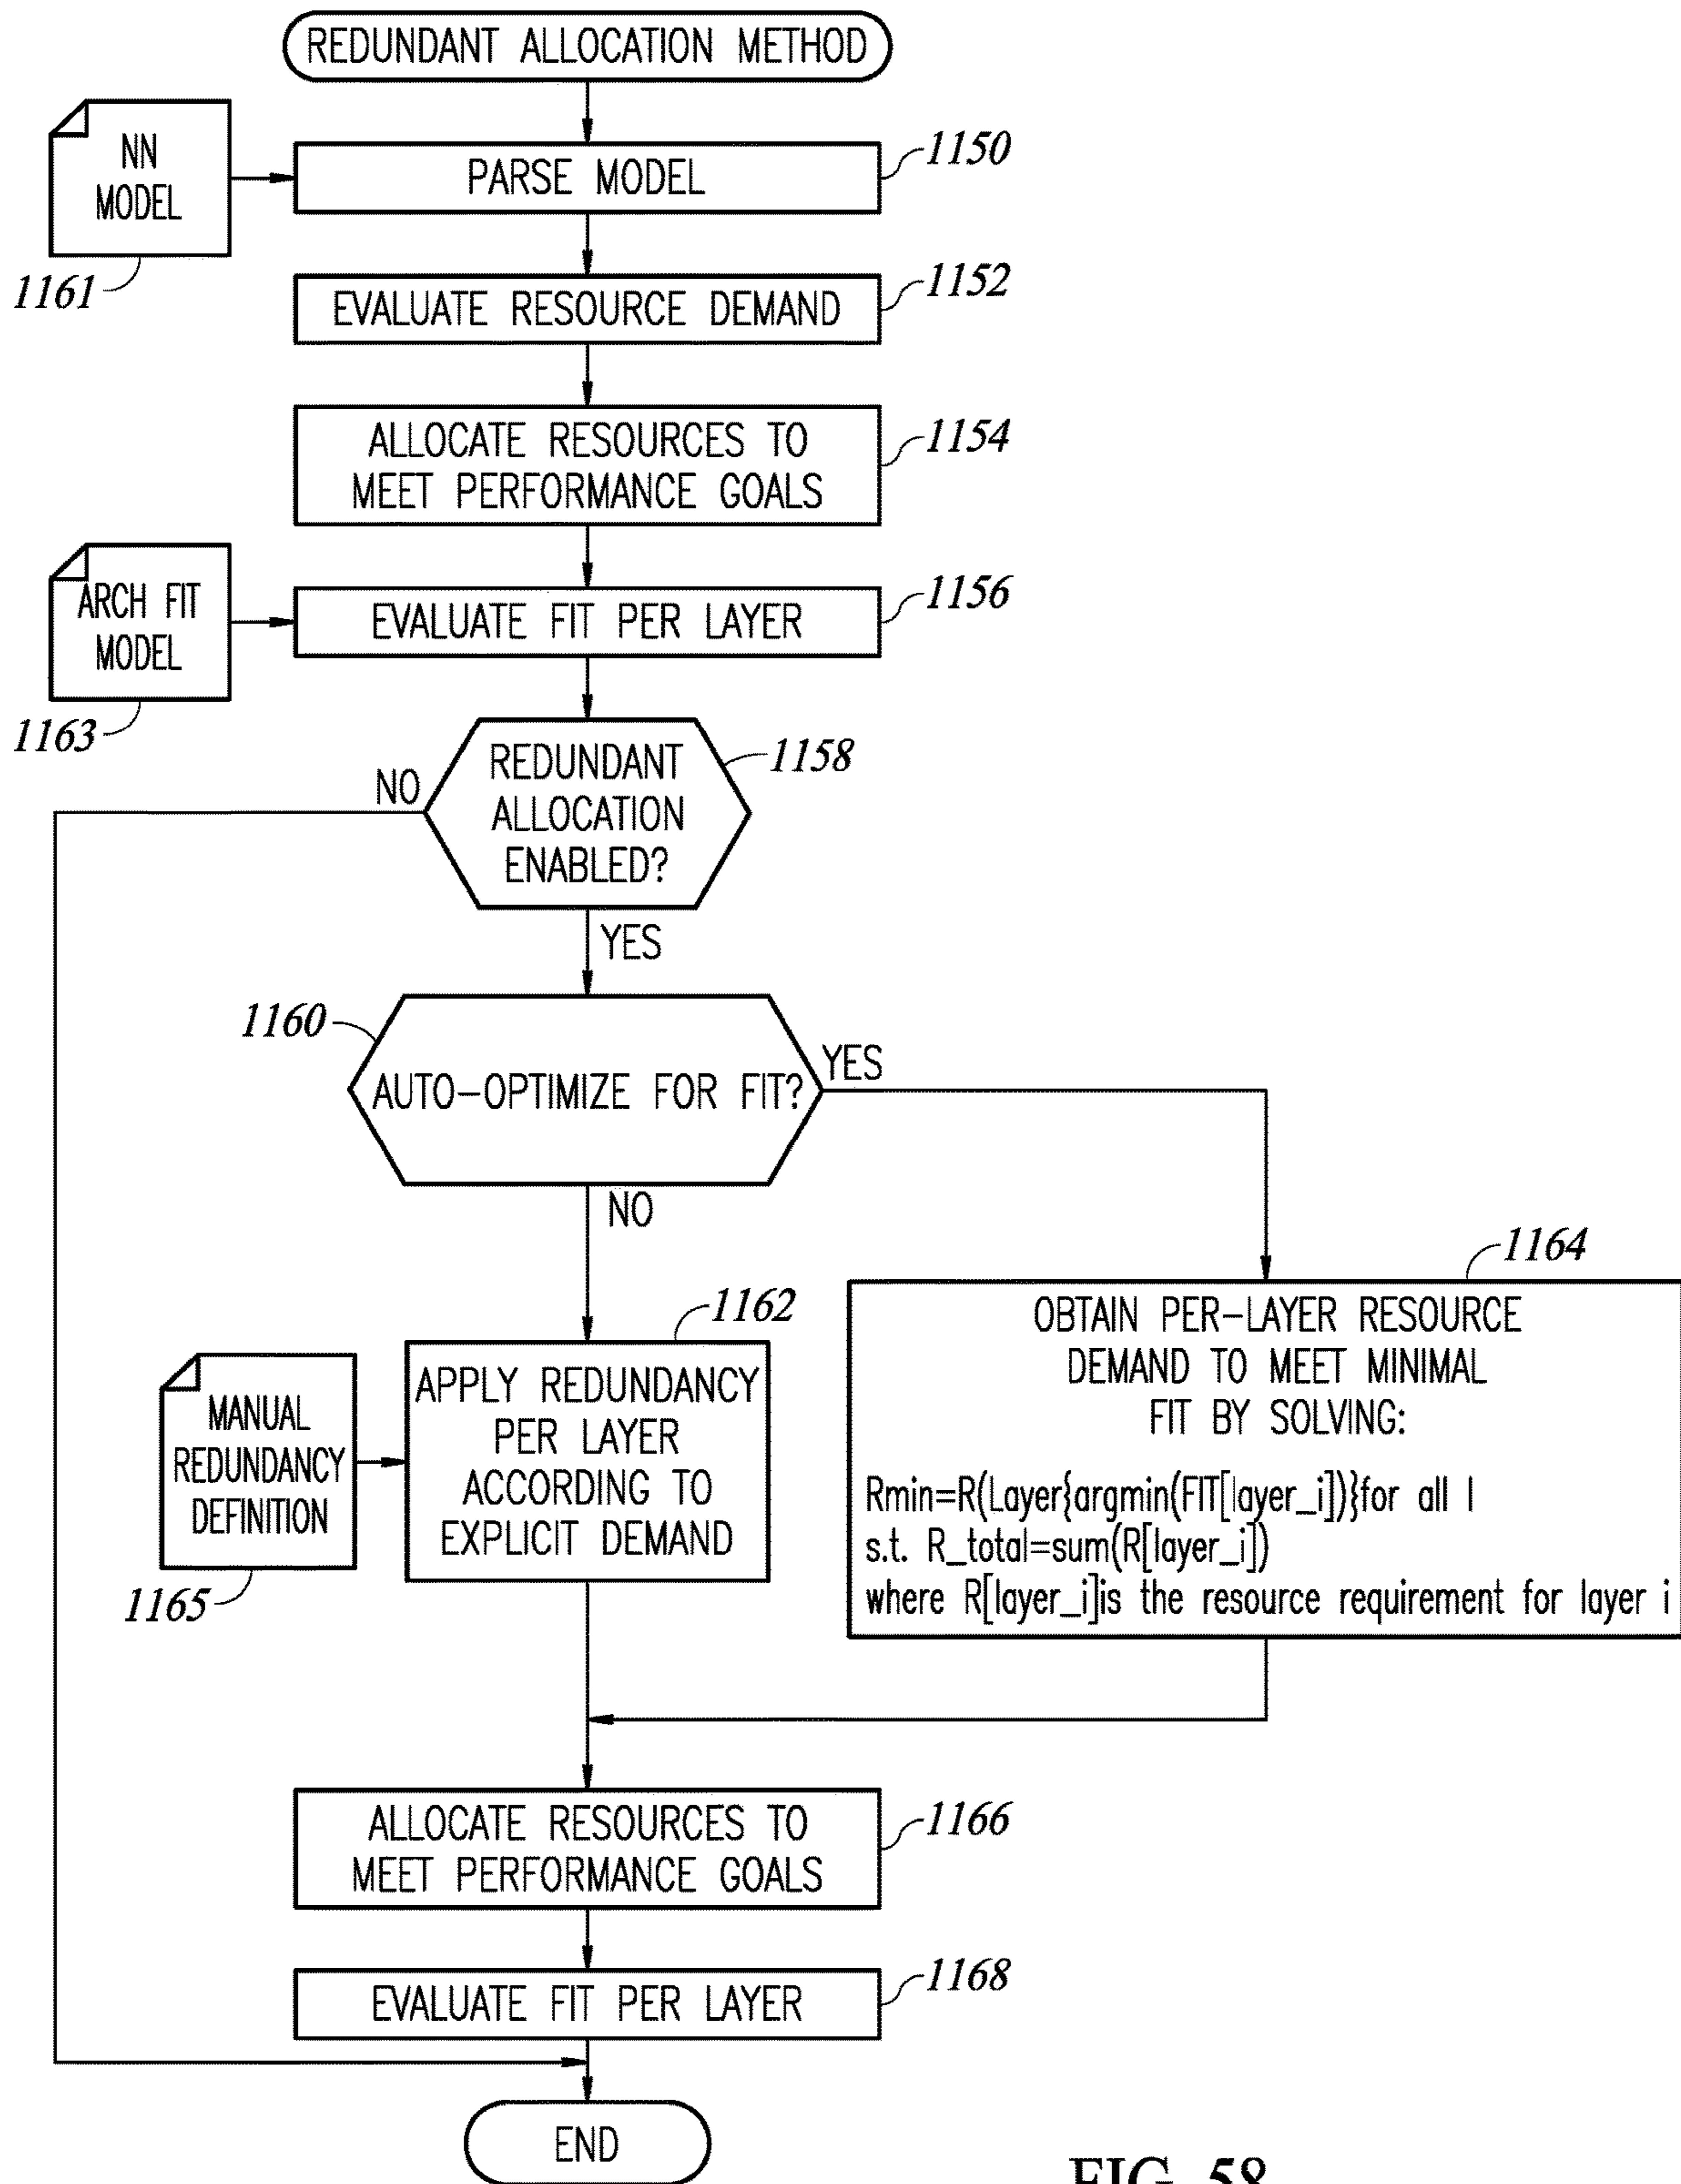 REDUNDANT ALLOCATION METHOD
NN
MODEL
1161
PARSE MODEL
1150
EVALUATE RESOURCE DEMAND
1152
ALLOCATE RESOURCES TO
MEET PERFORMANCE GOALS
1154
ARCH FIT
MODEL
1163
EVALUATE FIT PER LAYER
1156
REDUNDANT
ALLOCATION
ENABLED?
1158
NO
YES
1160
AUTO-OPTIMIZE FOR FIT?
YES
NO
1162
MANUAL
REDUNDANCY
DEFINITION
1165
APPLY REDUNDANCY
PER LAYER
ACCORDING TO
EXPLICIT DEMAND
1164
OBTAIN PER-LAYER RESOURCE
DEMAND TO MEET MINIMAL
FIT BY SOLVING:
Rmin=R(Layer{argmin(FIT[layer_i])}for all I
s.t. R_total=sum(R[layer_i])
where R[layer_i]is the resource requirement for layer i
ALLOCATE RESOURCES TO
MEET PERFORMANCE GOALS
1166
EVALUATE FIT PER LAYER
1168
END
FIG. 58